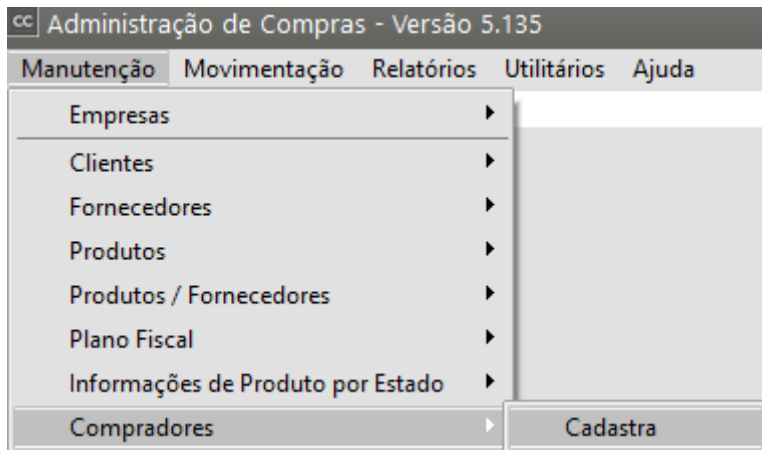 cc Administração de Compras - Versão 5.135
Manutenção Movimentação Relatórios Utilitários Ajuda
Empresas
Clientes
Fornecedores
Produtos
Produtos / Fornecedores
Plano Fiscal
Informações de Produto por Estado
Compradores Cadastra